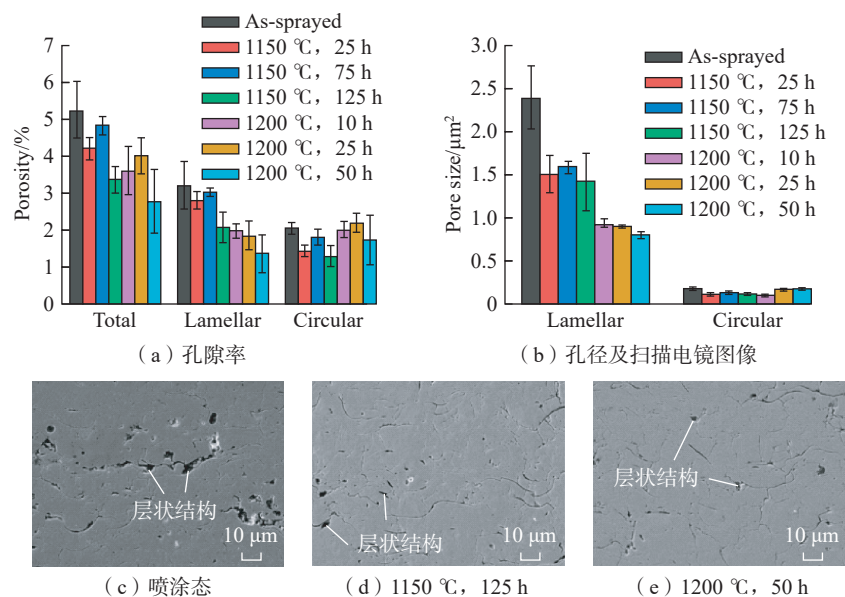 As-sprayed
1150 ℃，25 h
1150 ℃，75 h
1150 ℃，125 h
1200 ℃，10 h
1200 ℃，25 h
1200 ℃，50 h
Porosity/%
7
6
5
4
3
2
1
0
Total Lamellar Circular
（a）孔隙率
As-sprayed
1150 ℃，25 h
1150 ℃，75 h
1150 ℃，125 h
1200 ℃，10 h
1200 ℃，25 h
1200 ℃，50 h
Pore size/μm²
3.0
2.5
2.0
1.5
1.0
0.5
0
Lamellar Circular
（b）孔径及扫描电镜图像
层状结构
10 μm
（c）喷涂态
层状结构
10 μm
（d）1150 ℃，125 h
层状结构
10 μm
（e）1200 ℃，50 h